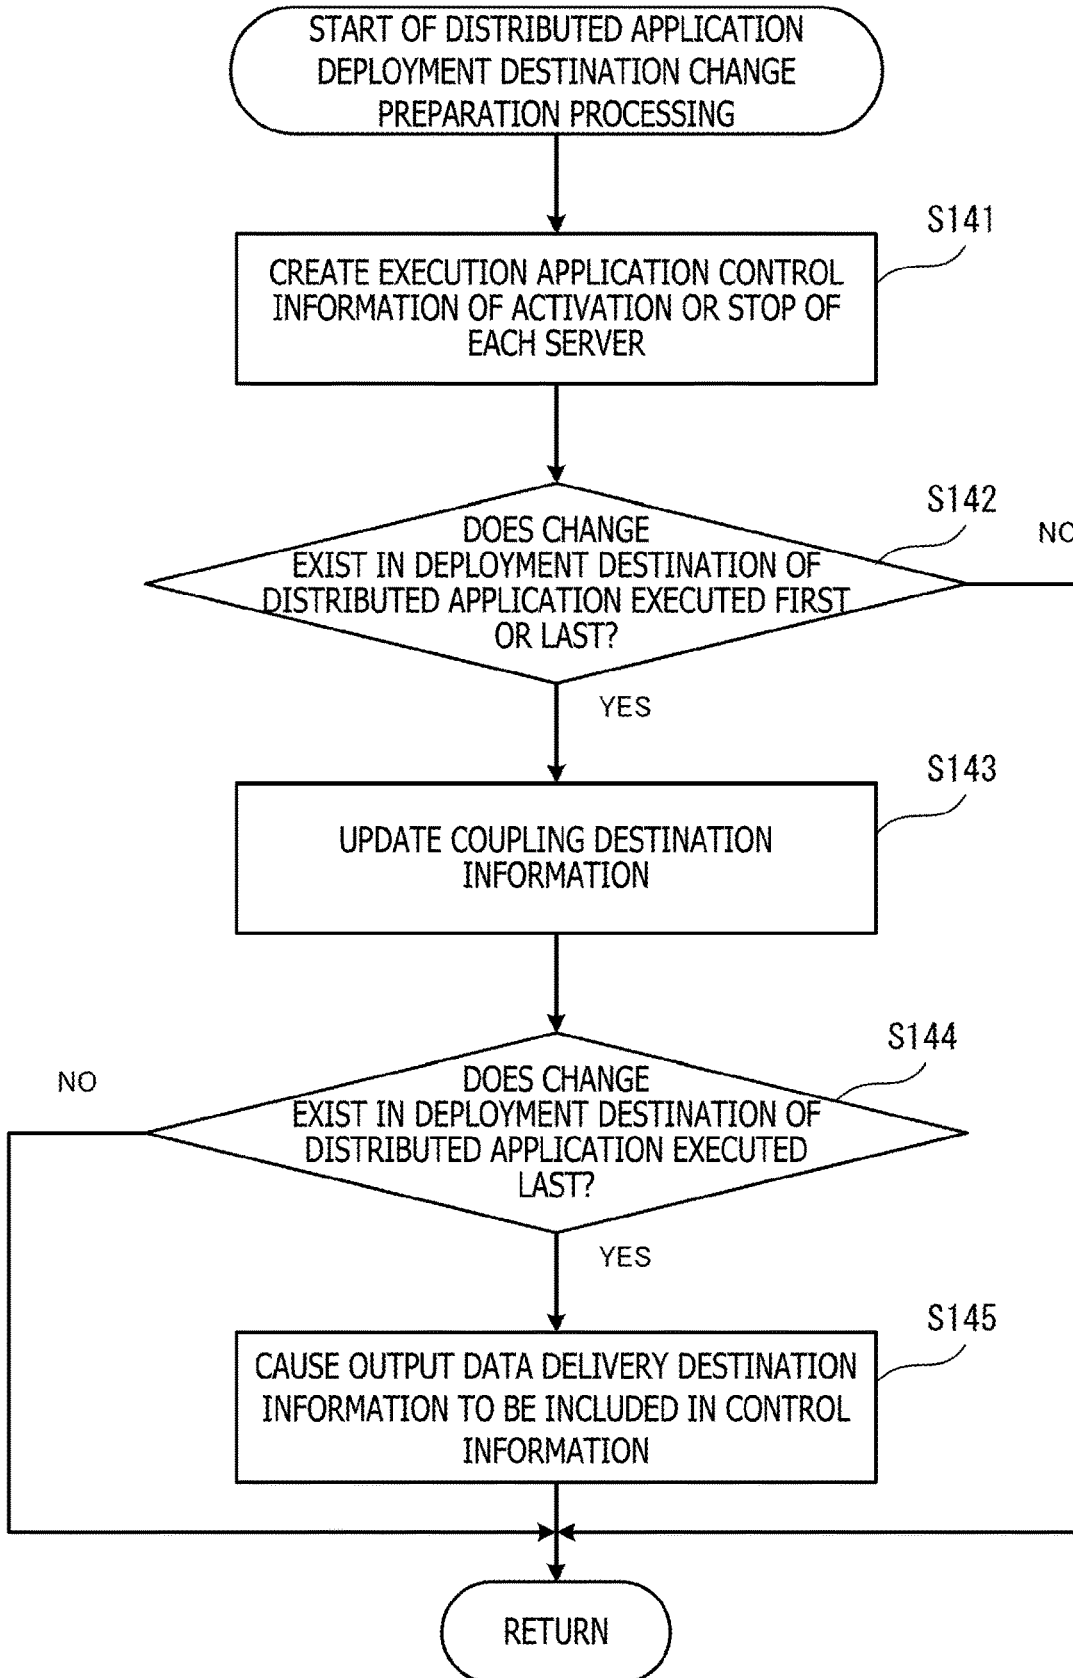 START OF DISTRIBUTED APPLICATION
DEPLOYMENT DESTINATION CHANGE
PREPARATION PROCESSING
S141
CREATE EXECUTION APPLICATION CONTROL
INFORMATION OF ACTIVATION OR STOP OF
EACH SERVER
S142
NO
DOES CHANGE
EXIST IN DEPLOYMENT DESTINATION OF
DISTRIBUTED APPLICATION EXECUTED FIRST
OR LAST?
YES
S143
UPDATE COUPLING DESTINATION
INFORMATION
S144
NO
DOES CHANGE
EXIST IN DEPLOYMENT DESTINATION OF
DISTRIBUTED APPLICATION EXECUTED
LAST?
YES
S145
CAUSE OUTPUT DATA DELIVERY DESTINATION
INFORMATION TO BE INCLUDED IN CONTROL
INFORMATION
RETURN